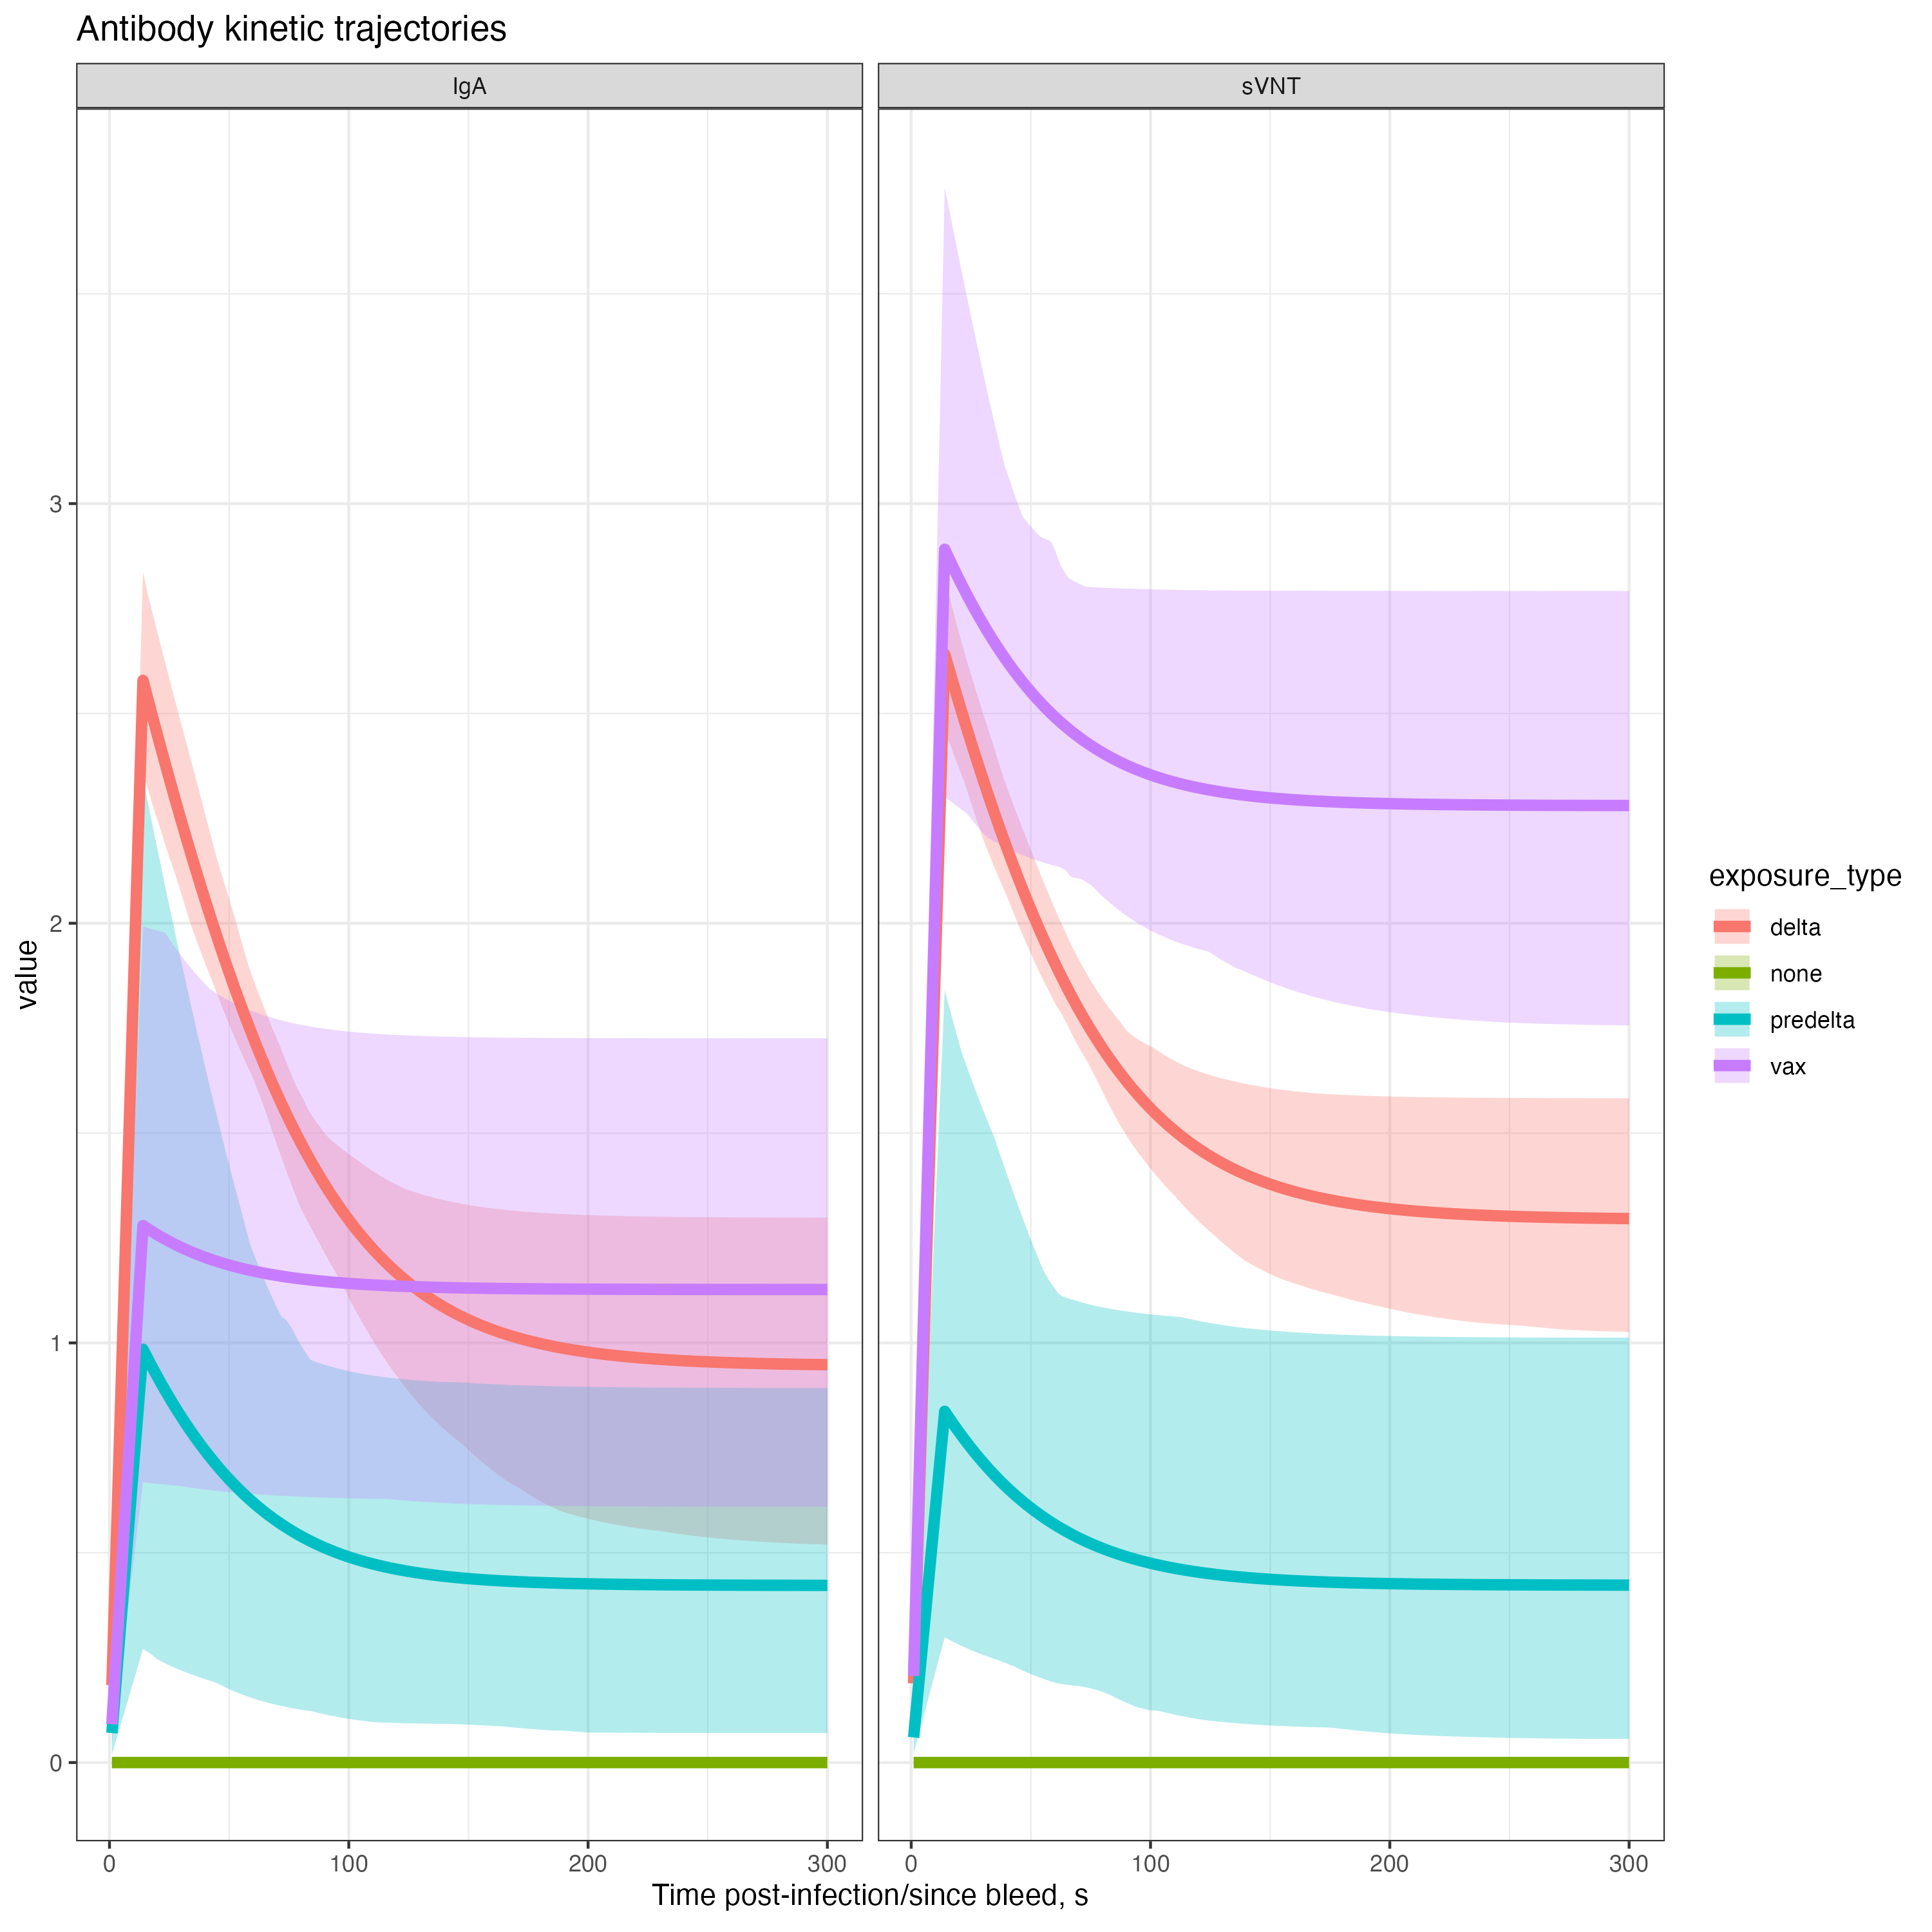 Antibody kinetic trajectories
IgA
sVNT
value
3
2
1
0
0 100 200 300
0 100 200 300
Time post-infection/since bleed, s
exposure_type
delta
none
predelta
vax